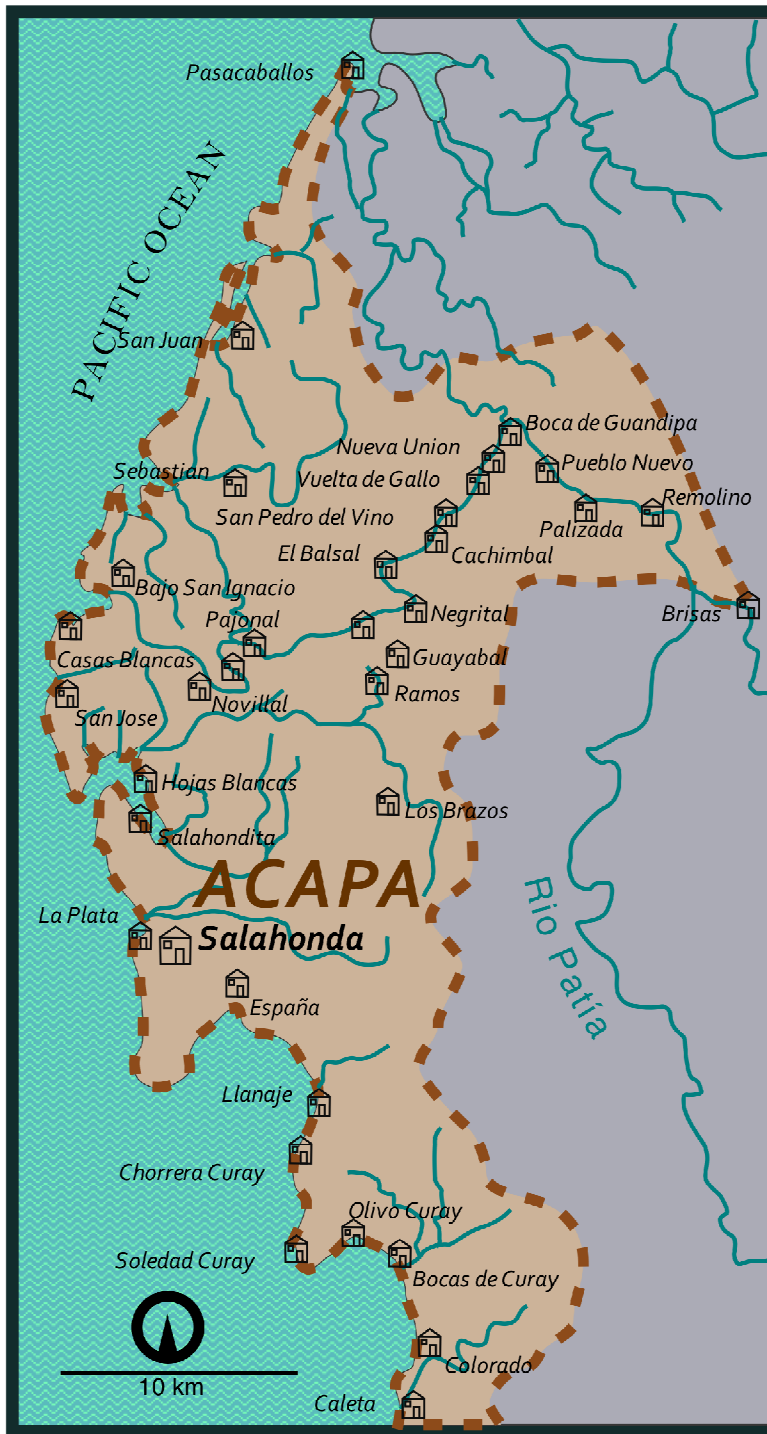 Pasacaballos
PACIFIC OCEAN
San Juan
Boca de Guandipa
Nueva Union
Pueblo Nuevo
Sebastian
Vuelta de Gallo
Remolino
San Pedro del Vino
Palizada
El Balsal
Cachimbal
Bajo San Ignacio
Pajonal
Negrital
Brisas
Casas Blancas
Guayabal
Novillal
Ramos
San Jose
Hojas Blancas
Los Brazos
Salahondita
ACAPA
La Plata
Salahonda
Rio Patía
España
Llanaje
Chorrera Curay
Olivo Curay
Soledad Curay
Bocas de Curay
Colorado
10 km
Caleta